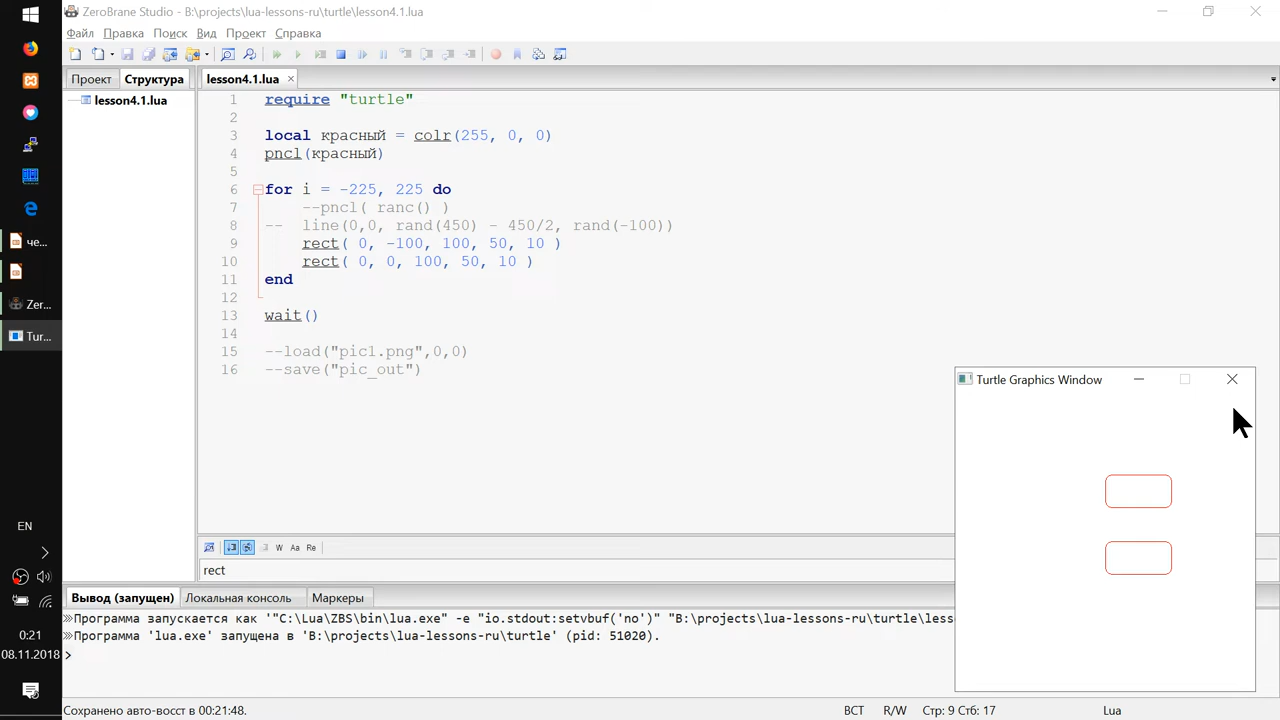 ZeroBrane Studio - B:\projects\lua-lessons-ru\turtle\lesson4.1.lua
Файл Правка Поиск Вид Проект Справка
Проект Структура
lesson4.1.lua
lesson4.1.lua
1 require "turtle"
2
3 local красный = colr(255, 0, 0)
4 pncl(красный)
5
6 for i = -225, 225 do
7 --pncl( ranc() )
8 -- line(0,0, rand(450) - 450/2, rand(-100))
9 rect( 0, -100, 100, 50, 10 )
10 rect( 0, 0, 100, 50, 10 )
11 end
12
13 wait()
14
15 --load("pic1.png",0,0)
16 --save("pic_out")
Turtle Graphics Window
че...
Zer...
Tur...
EN
0:21
08.11.2018
W Aa Re
rect
Вывод (запущен) Локальная консоль Маркеры
Программа запускается как '"C:\Lua\ZBS\bin\lua.exe" -e "io.stdout:setvbuf('no')" "B:\projects\lua-lessons-ru\turtle\less
Программа 'lua.exe' запущена в 'B:\projects\lua-lessons-ru\turtle' (pid: 51020).
Сохранено авто-восст в 00:21:48.
ВСТ R/W Стр: 9 Стб: 17 Lua